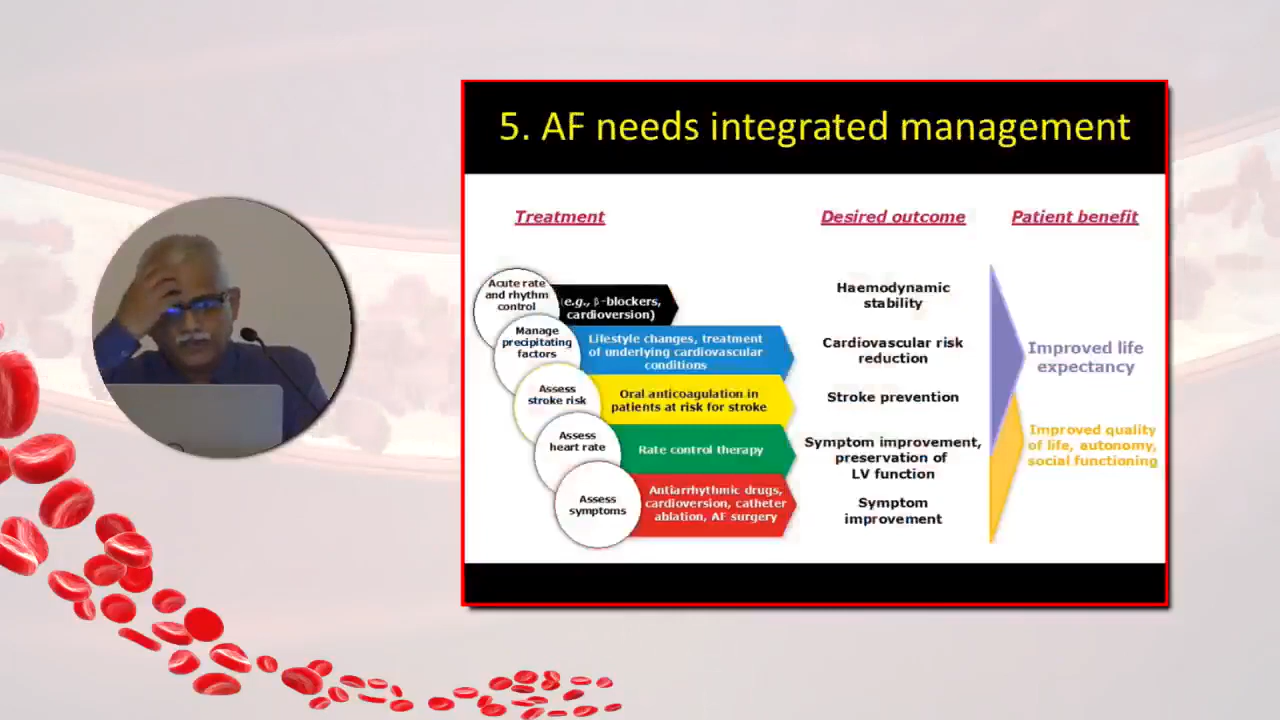 5. AF needs integrated management
Treatment
Desired outcome
Patient benefit
Acute rate
and rhythm
control
(e.g., β-blockers,
cardioversion)
Haemodynamic
stability
Manage
precipitating
factors
Lifestyle changes, treatment
of underlying cardiovascular
conditions
Cardiovascular risk
reduction
Assess
stroke risk
Oral anticoagulation in
patients at risk for stroke
Stroke prevention
Assess
heart rate
Rate control therapy
Symptom improvement,
preservation of
LV function
Assess
symptoms
Antiarrhythmic drugs,
cardioversion, catheter
ablation, AF surgery
Symptom
improvement
Improved life
expectancy
Improved quality
of life, autonomy,
social functioning